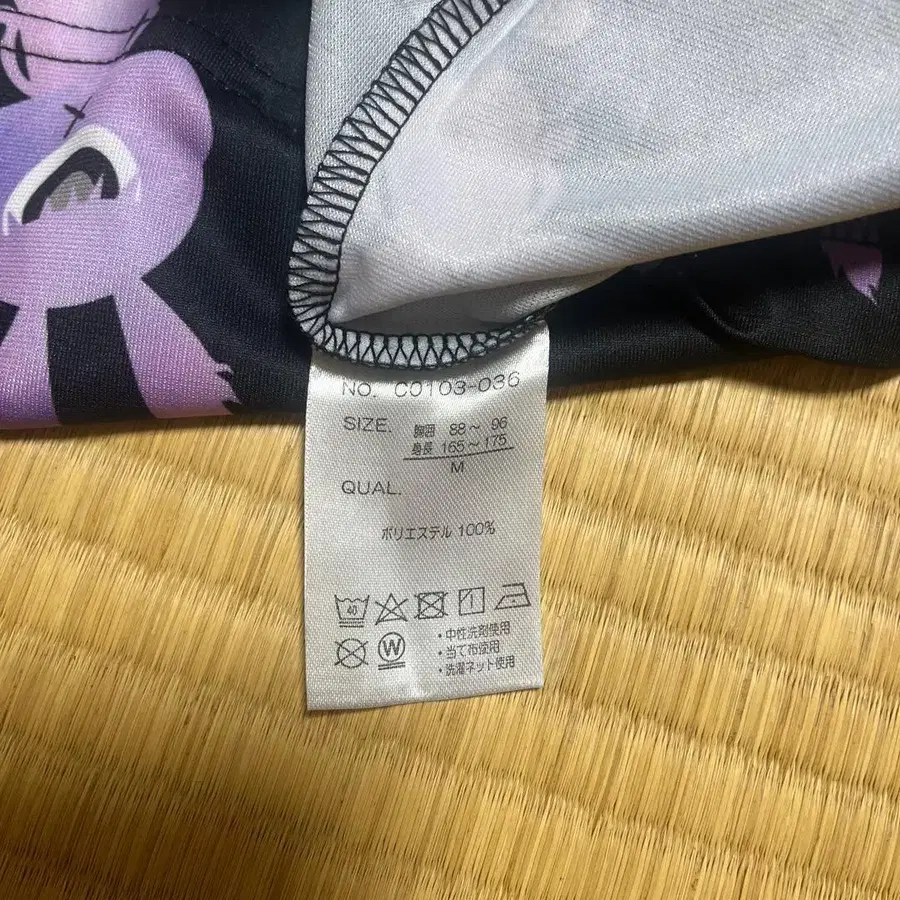 No. C0103-036
SIZE. 胸囲 88～ 96
身長 165～175
M
QUAL.
ポリエステル 100%
40
W
・中性洗剤使用
・当て布使用
・洗濯ネット使用